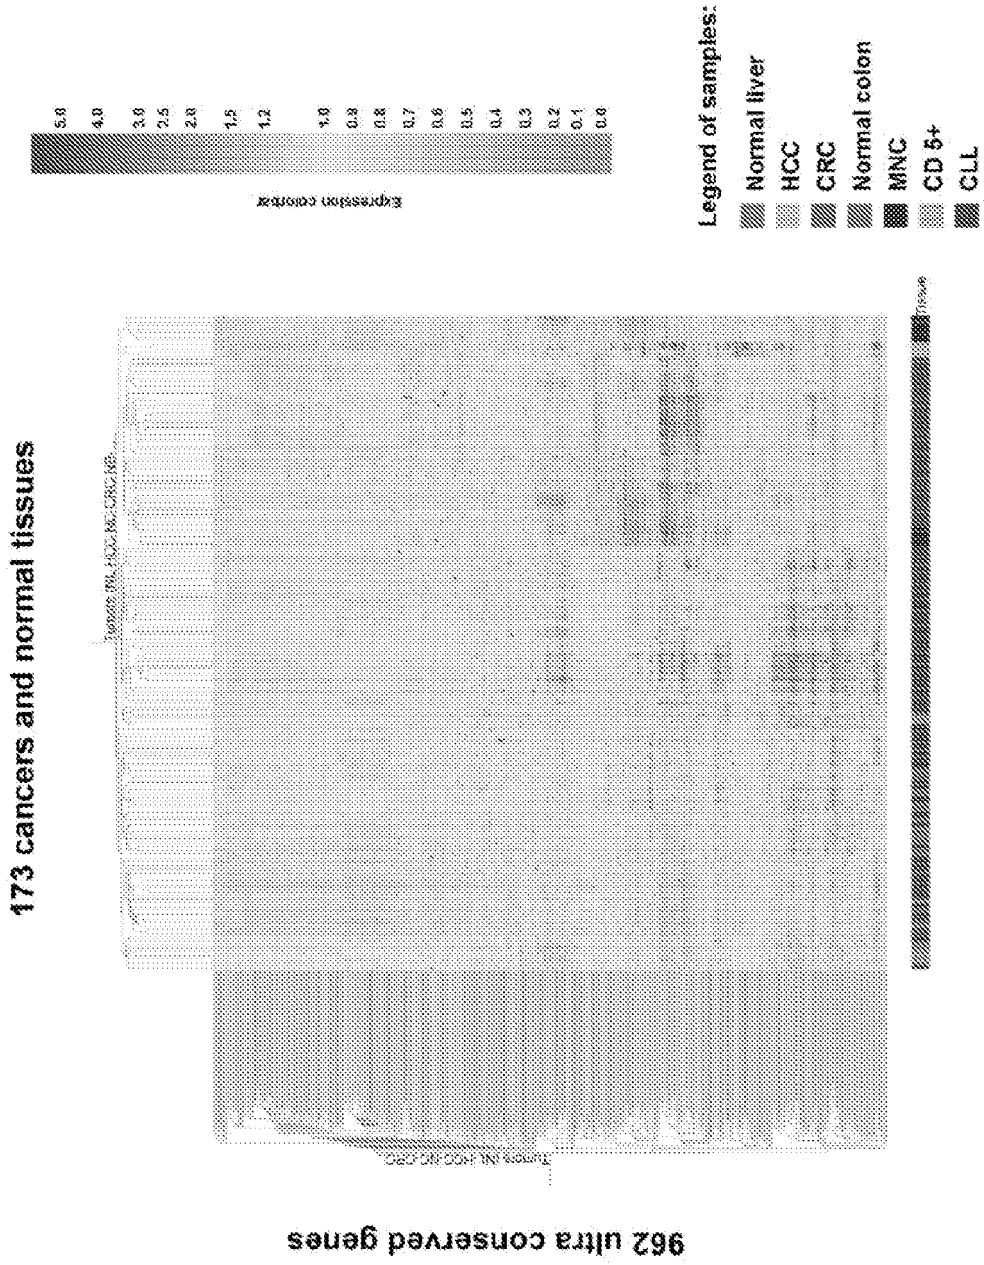 173 cancers and normal tissues
962 ultra conserved genes
Expression colorbar
5.0
4.0
3.0
2.5
2.0
1.5
1.2
1.0
0.9
0.8
0.7
0.6
0.5
0.4
0.3
0.2
0.1
0.0
Legend of samples:
Normal liver
HCC
CRC
Normal colon
MNC
CD 5+
CLL
Tissue